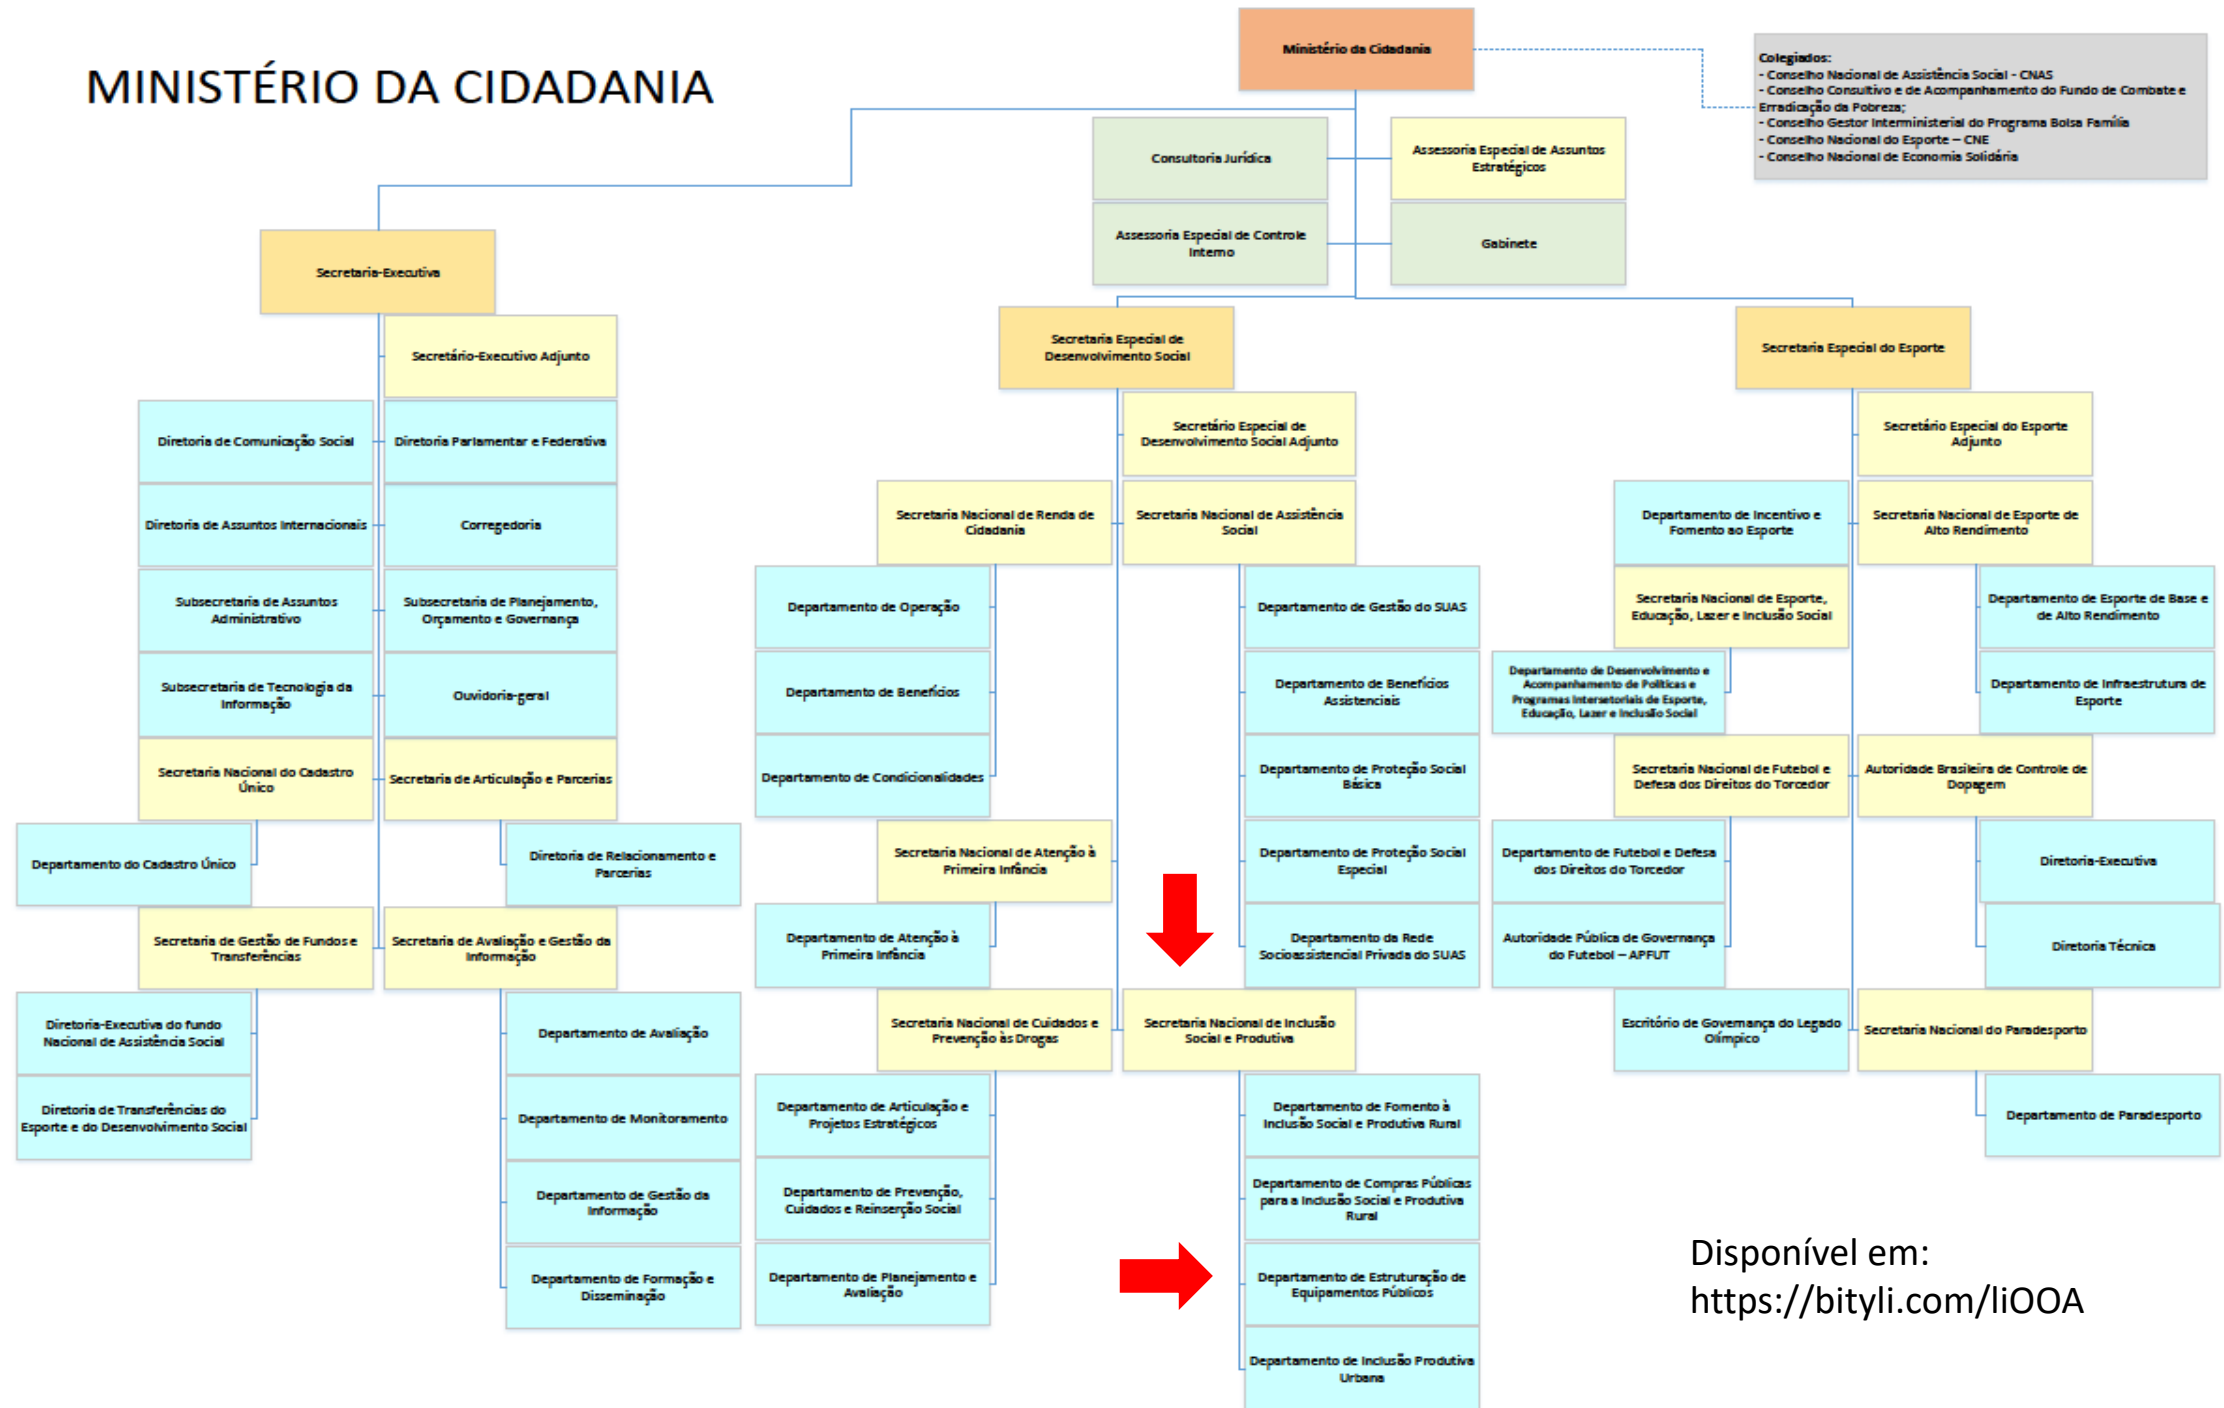 MINISTÉRIO DA CIDADANIA
Ministério da Cidadania
Colegiados:
- Conselho Nacional de Assistência Social - CNAS
- Conselho Consultivo e de Acompanhamento do Fundo de Combate e
Erradicação da Pobreza;
- Conselho Gestor Interministerial do Programa Bolsa Família
- Conselho Nacional do Esporte – CNE
- Conselho Nacional de Economia Solidária
Consultoria Jurídica
Assessoria Especial de Assuntos
Estratégicos
Assessoria Especial de Controle
Interno
Gabinete
Secretaria-Executiva
Secretário-Executivo Adjunto
Diretoria de Comunicação Social
Diretoria Parlamentar e Federativa
Diretoria de Assuntos Internacionais
Corregedoria
Subsecretaria de Assuntos
Administrativo
Subsecretaria de Planejamento,
Orçamento e Governança
Subsecretaria de Tecnologia da
Informação
Ouvidoria-geral
Secretaria Nacional do Cadastro
Único
Secretaria de Articulação e Parcerias
Departamento do Cadastro Único
Diretoria de Relacionamento e
Parcerias
Secretaria de Gestão de Fundos e
Transferências
Secretaria de Avaliação e Gestão da
Informação
Diretoria-Executiva do fundo
Nacional de Assistência Social
Diretoria de Transferências do
Esporte e do Desenvolvimento Social
Departamento de Avaliação
Departamento de Monitoramento
Departamento de Gestão da
Informação
Departamento de Formação e
Disseminação
Secretaria Especial de
Desenvolvimento Social
Secretário Especial de
Desenvolvimento Social Adjunto
Secretaria Nacional de Renda de
Cidadania
Secretaria Nacional de Assistência
Social
Departamento de Operação
Departamento de Benefícios
Departamento de Condicionalidades
Departamento de Gestão do SUAS
Departamento de Benefícios
Assistenciais
Departamento de Proteção Social
Básica
Departamento de Proteção Social
Especial
Departamento da Rede
Socioassistencial Privada do SUAS
Secretaria Nacional de Atenção à
Primeira Infância
Departamento de Atenção à
Primeira Infância
Secretaria Nacional de Cuidados e
Prevenção às Drogas
Secretaria Nacional de Inclusão
Social e Produtiva
Departamento de Articulação e
Projetos Estratégicos
Departamento de Prevenção,
Cuidados e Reinserção Social
Departamento de Planejamento e
Avaliação
Departamento de Fomento à
Inclusão Social e Produtiva Rural
Departamento de Compras Públicas
para a Inclusão Social e Produtiva
Rural
Departamento de Estruturação de
Equipamentos Públicos
Departamento de Inclusão Produtiva
Urbana
Secretaria Especial do Esporte
Secretário Especial do Esporte
Adjunto
Departamento de Incentivo e
Fomento ao Esporte
Secretaria Nacional de Esporte de
Alto Rendimento
Secretaria Nacional de Esporte,
Educação, Lazer e Inclusão Social
Departamento de Esporte de Base e
de Alto Rendimento
Departamento de Desenvolvimento e
Acompanhamento de Políticas e
Programas Intersetoriais de Esporte,
Educação, Lazer e Inclusão Social
Departamento de Infraestrutura de
Esporte
Secretaria Nacional de Futebol e
Defesa dos Direitos do Torcedor
Autoridade Brasileira de Controle de
Dopagem
Departamento de Futebol e Defesa
dos Direitos do Torcedor
Autoridade Pública de Governança
do Futebol – APFUT
Diretoria-Executiva
Diretoria Técnica
Escritório de Governança do Legado
Olímpico
Secretaria Nacional do Paradesporto
Departamento de Paradesporto
Disponível em:
https://bityli.com/liOOA